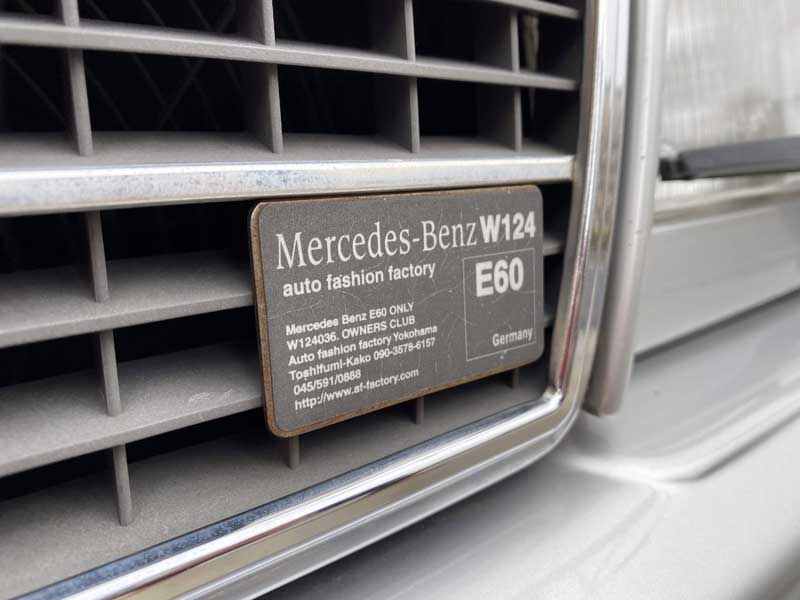 Mercedes-Benz W124
auto fashion factory
E60
Mercedes Benz E60 ONLY
W124036. OWNERS CLUB
Auto fashion factory Yokohama
Toshifumi-Kako 090-3578-6157
045/591/0888
http://www.af-factory.com
Germany